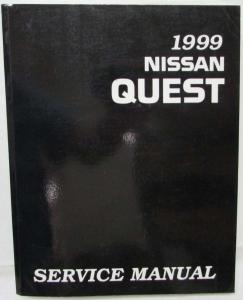 1999
NISSAN
QUEST
SERVICE MANUAL